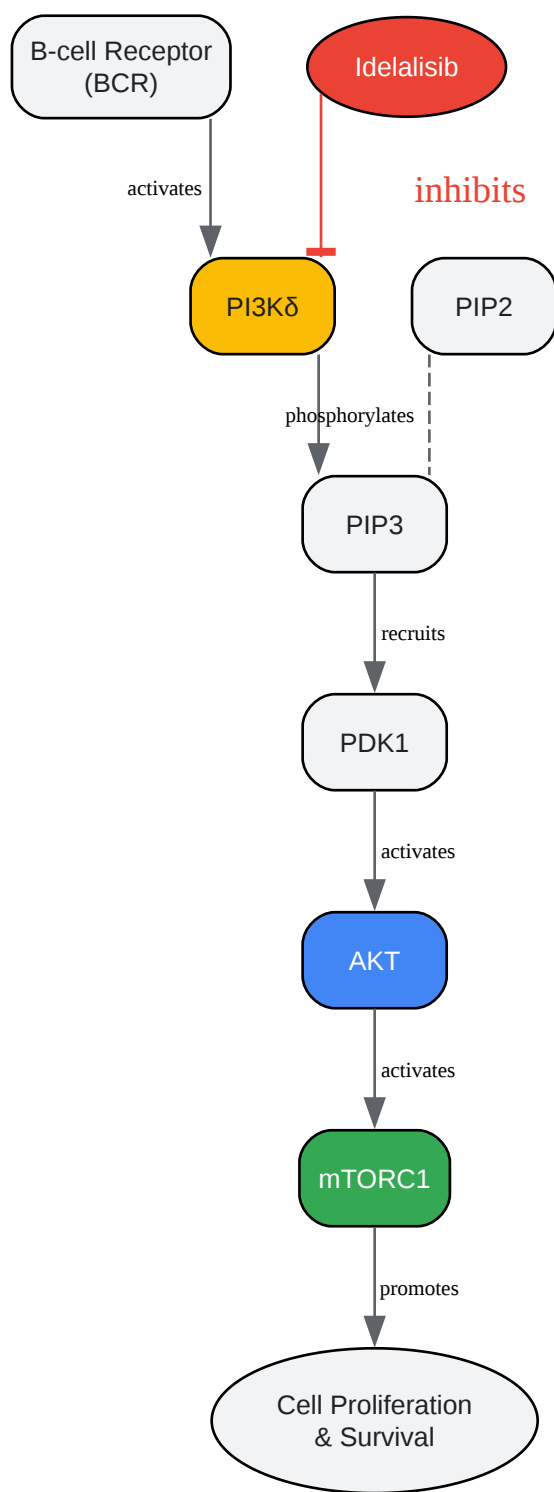 B-cell Receptor
(BCR)
Idelalisib
activates
inhibits
PI3Kδ
PIP2
phosphorylates
PIP3
recruits
PDK1
activates
AKT
activates
mTORC1
promotes
Cell Proliferation
& Survival